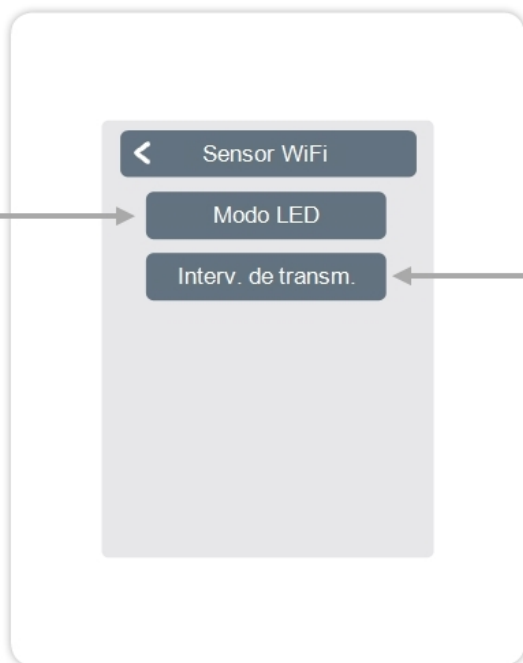 Sensor WiFi
Modo LED
Interv. de transm.